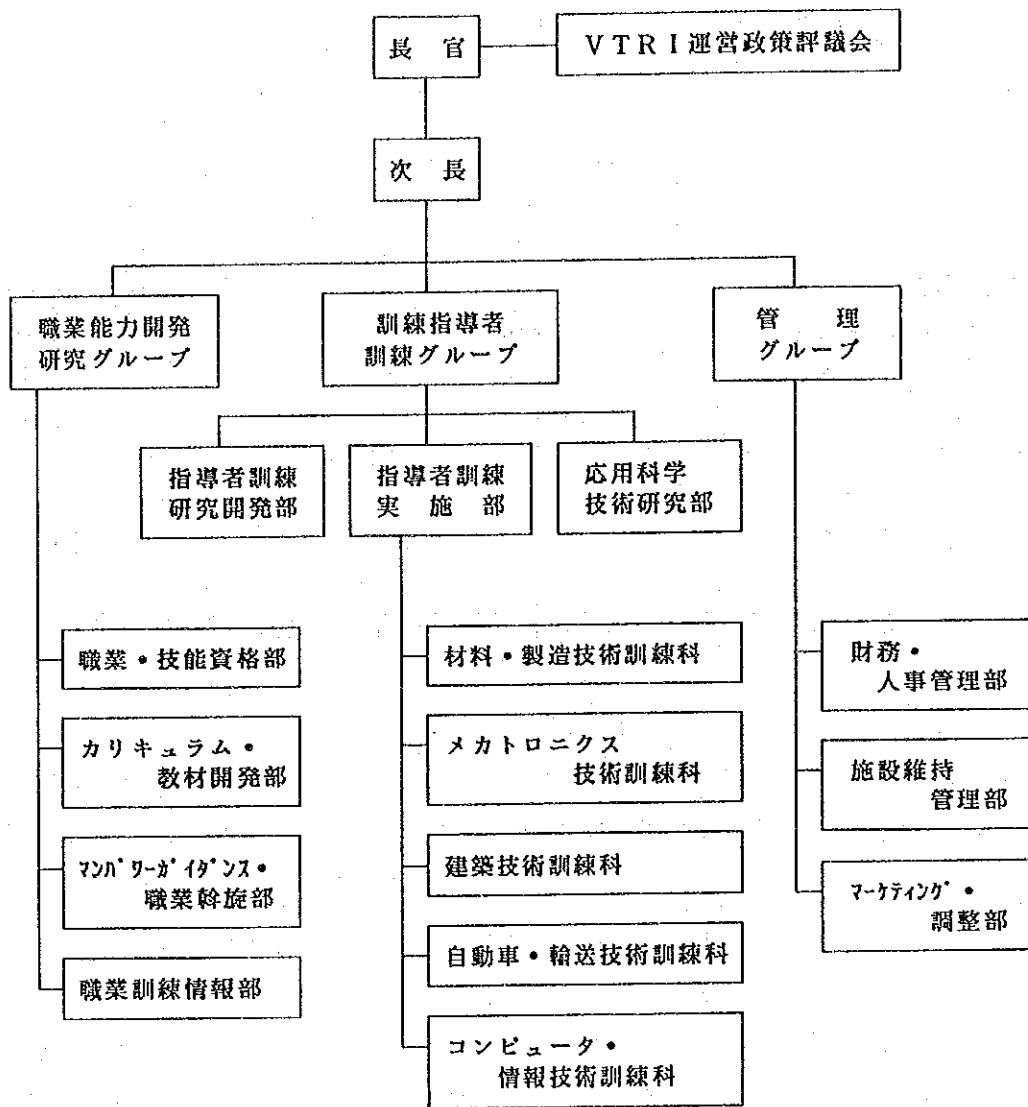 長 官
VTRI運営政策評議会
次 長
職業能力開発
研究グループ
訓練指導者
訓練グループ
管 理
グループ
指導者訓練
研究開発部
指導者訓練
実 施 部
応用科学
技術研究部
職業・技能資格部
カリキュラム・
教材開発部
マンパワーガイダンス・
職業斡旋部
職業訓練情報部
材料・製造技術訓練科
メカトロニクス
技術訓練科
建築技術訓練科
自動車・輸送技術訓練科
コンピュータ・
情報技術訓練科
財務・
人事管理部
施設維持
管理部
マーケティング・
調整部